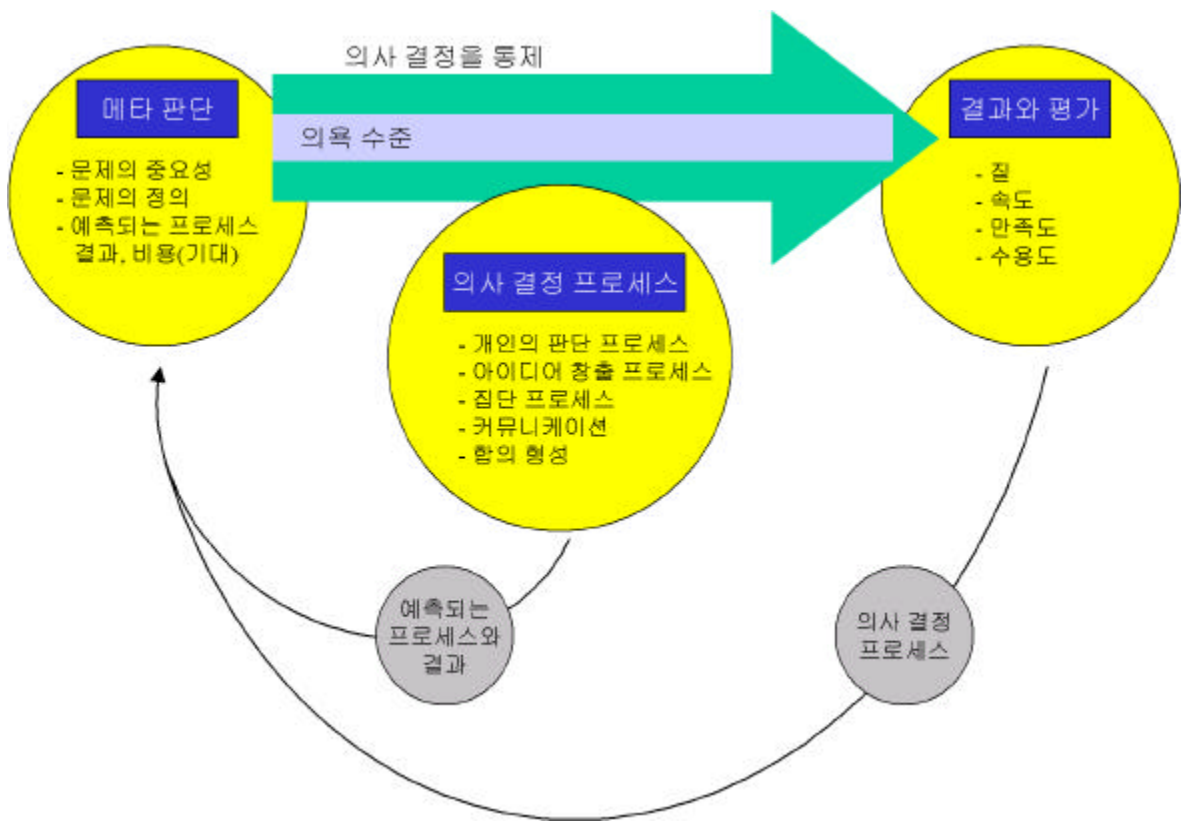 의사 결정을 통제
의욕 수준
메타 판단
- 문제의 중요성
- 문제의 정의
- 예측되는 프로세스
결과, 비용(기대)
의사 결정 프로세스
- 개인의 판단 프로세스
- 아이디어 창출 프로세스
- 집단 프로세스
- 커뮤니케이션
- 합의 형성
결과와 평가
- 질
- 속도
- 만족도
- 수용도
예측되는
프로세스와
결과
의사 결정
프로세스